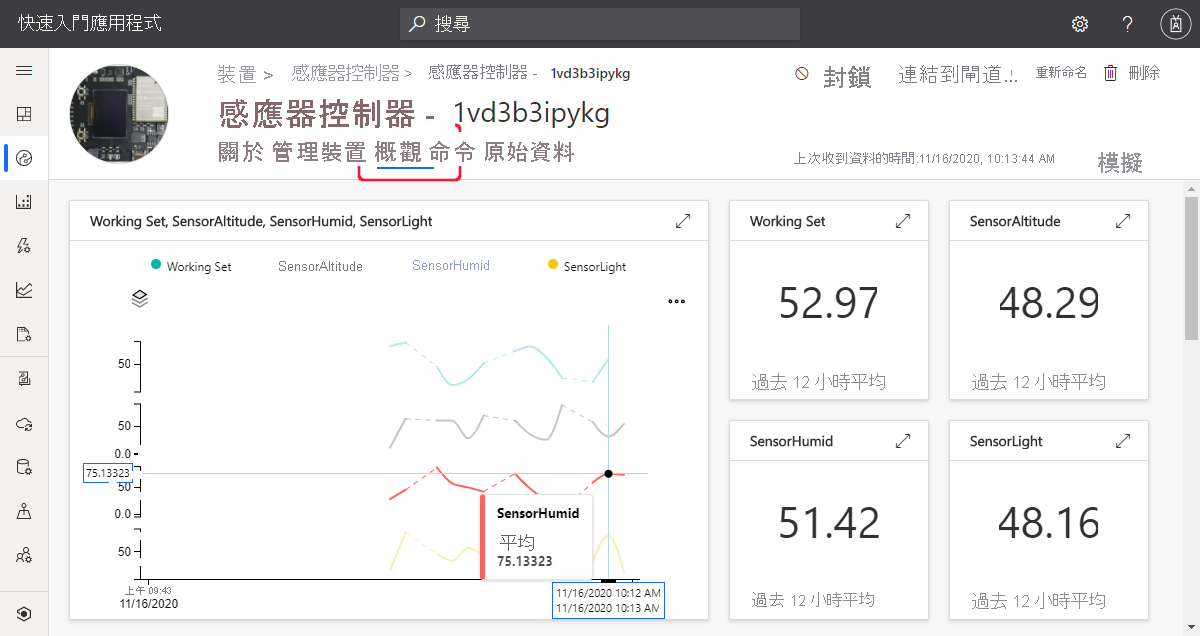 快速入門應用程式
搜尋
?
裝置 > 感應器控制器 > 感應器控制器 - 1vd3b3ipykg
封鎖 連結到閘道... 重新命名 刪除
感應器控制器 - 1vd3b3ipykg
關於 管理裝置 概觀 命令 原始資料
上次收到資料的時間:11/16/2020, 10:13:44 AM
模擬
Working Set, SensorAltitude, SensorHumid, SensorLight
Working Set SensorAltitude SensorHumid SensorLight
50
50
0.0
75.13323
50
0.0
50
SensorHumid
平均
75.13323
上午 09:43
11/16/2020
11/16/2020 10:12 AM
11/16/2020 10:13 AM
Working Set
52.97
過去 12 小時平均
SensorAltitude
48.29
過去 12 小時平均
SensorHumid
51.42
過去 12 小時平均
SensorLight
48.16
過去 12 小時平均